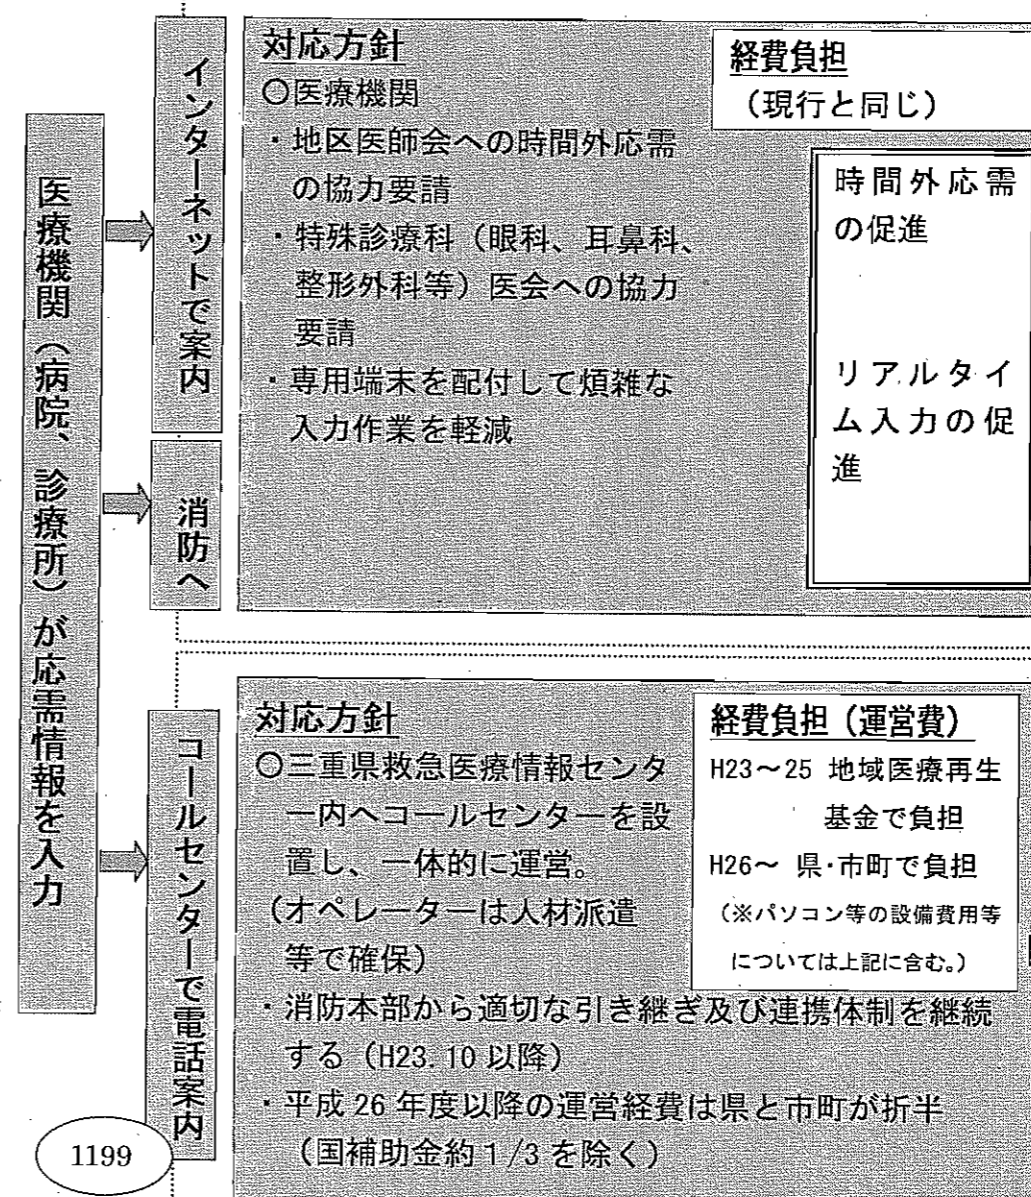 医療機関（病院、診療所）が応需情報を入力
インターネットで案内
対応方針
〇医療機関
・地区医師会への時間外応需
の協力要請
・特殊診療科（眼科、耳鼻科、
整形外科等）医会への協力
要請
・専用端末を配付して煩雑な
入力作業を軽減
経費負担
（現行と同じ）
時間外応需
の促進
リアルタイ
ム入力の促
進
消防へ
コールセンターで電話案内
対応方針
〇三重県救急医療情報センタ
ー内へコールセンターを設
置し、一体的に運営。
（オペレーターは人材派遣
等で確保）
・消防本部から適切な引き継ぎ及び連携体制を継続
する（H23.10 以降）
・平成 26 年度以降の運営経費は県と市町が折半
（国補助金約 1/3 を除く）
経費負担（運営費）
H23～25 地域医療再生
基金で負担
H26～ 県・市町で負担
（※パソコン等の設備費用等
については上記に含む。）
1199